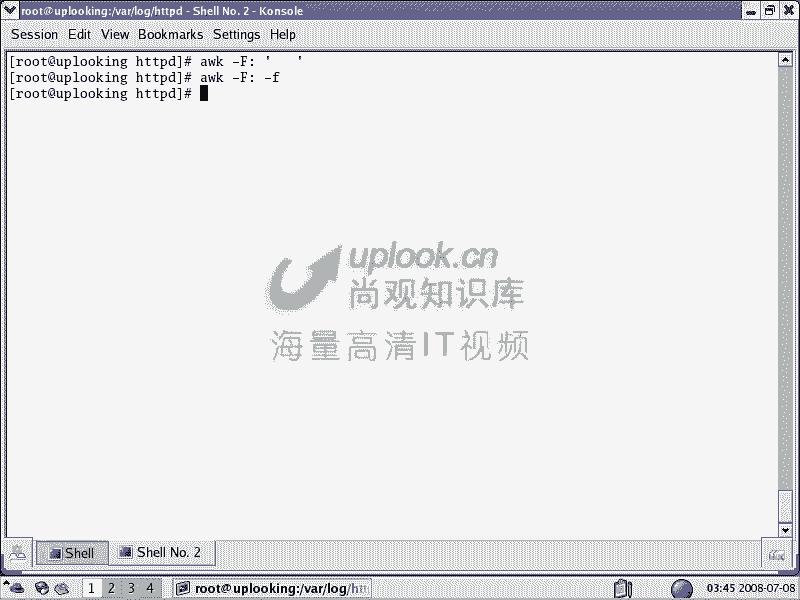 root@uplooking:/var/log/httpd - Shell No. 2 - Konsole
Session Edit View Bookmarks Settings Help
[root@uplooking httpd]# awk -F: '   '
[root@uplooking httpd]# awk -F: -f
[root@uplooking httpd]#
uplook.cn
尚观知识库
海量高清IT视频
Shell Shell No. 2
1 2 3 4 root@uplooking:/var/log/htt 03:45 2008-07-08